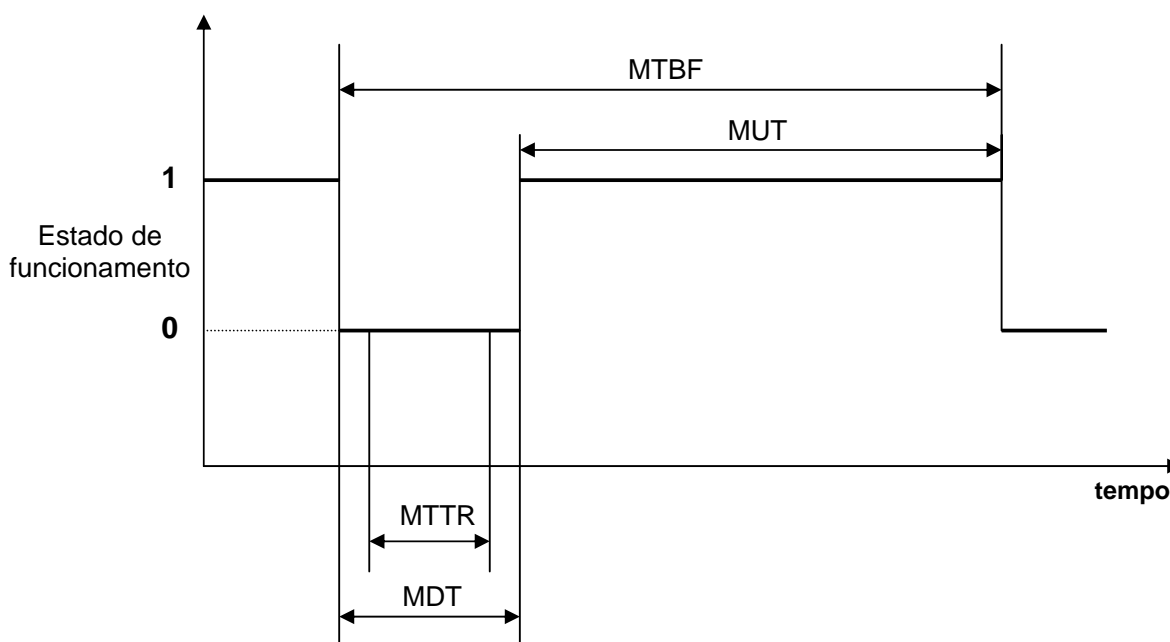 MTBF
MUT
1
Estado de
funcionamento
0
tempo
MTTR
MDT